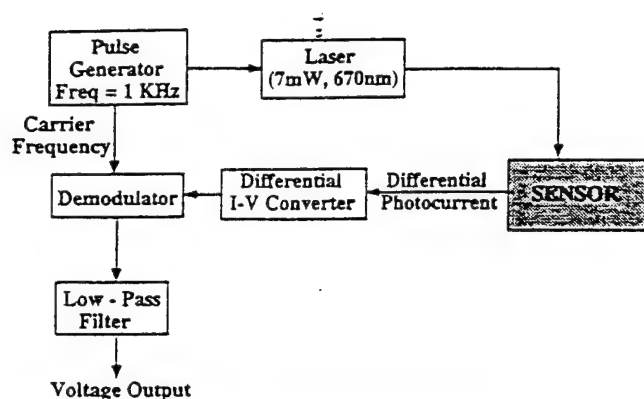 Pulse
Generator
Freq = 1 KHz
Laser
(7mW, 670nm)
Carrier
Frequency
Demodulator
Differential
I-V Converter
Differential
Photocurrent
SENSOR
Low - Pass
Filter
Voltage Output